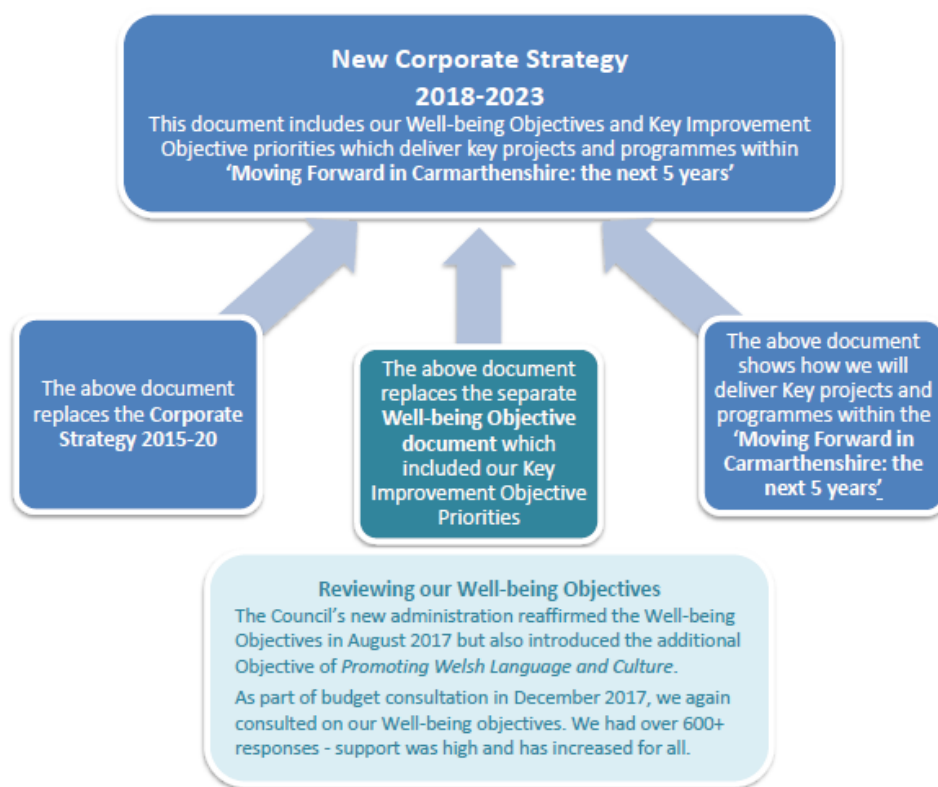 New Corporate Strategy
2018-2023
This document includes our Well-being Objectives and Key Improvement
Objective priorities which deliver key projects and programmes within
‘Moving Forward in Carmarthenshire: the next 5 years’
The above document
replaces the Corporate
Strategy 2015-20
The above document
replaces the separate
Well-being Objective
document which
included our Key
Improvement Objective
Priorities
The above document
shows how we will
deliver Key projects and
programmes within the
‘Moving Forward in
Carmarthenshire: the
next 5 years’
Reviewing our Well-being Objectives
The Council’s new administration reaffirmed the Well-being
Objectives in August 2017 but also introduced the additional
Objective of Promoting Welsh Language and Culture.
As part of budget consultation in December 2017, we again
consulted on our Well-being objectives. We had over 600+
responses - support was high and has increased for all.